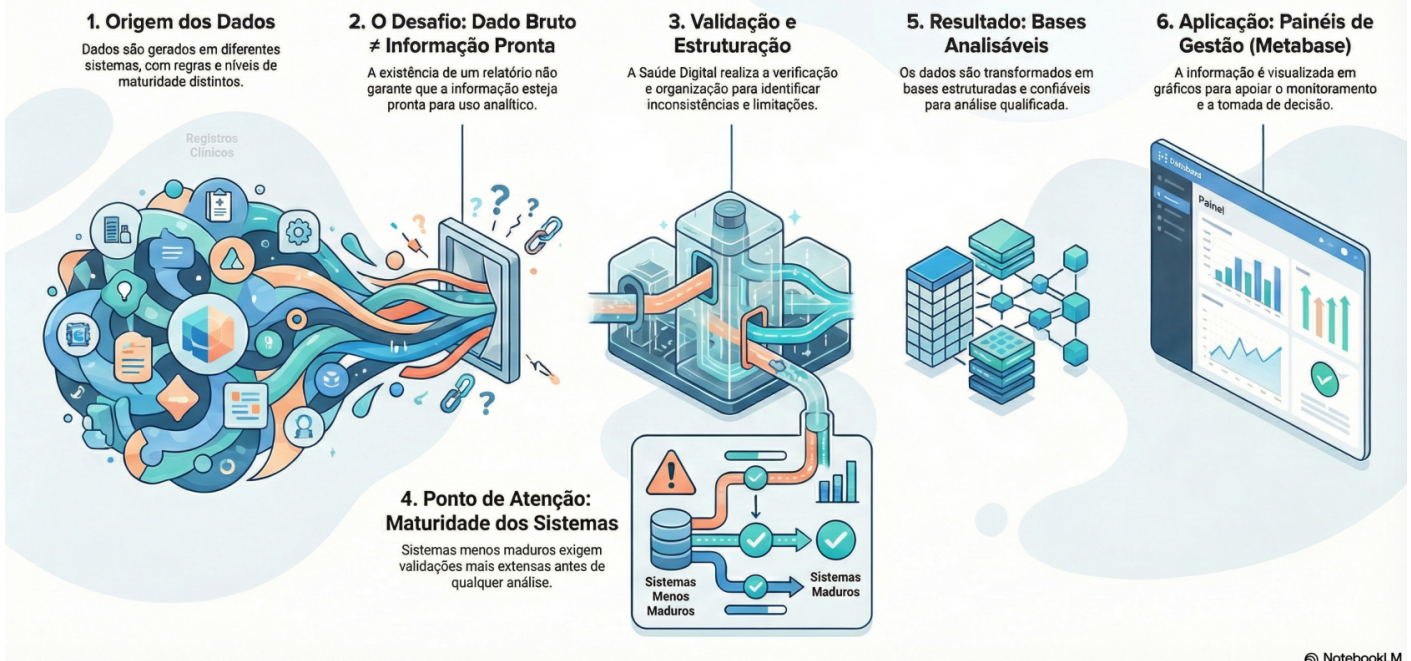 1. Origem dos Dados
Dados são gerados em diferentes
sistemas, com regras e níveis de
maturidade distintos.
Registros
Clínicos
2. O Desafio: Dado Bruto
≠ Informação Pronta
A existência de um relatório não
garante que a informação esteja
pronta para uso analítico.
3. Validação e
Estruturação
A Saúde Digital realiza a verificação
e organização para identificar
inconsistências e limitações.
4. Ponto de Atenção:
Maturidade dos Sistemas
Sistemas menos maduros exigem
validações mais extensas antes de
qualquer análise.
Sistemas
Menos
Maduros
Sistemas
Maduros
5. Resultado: Bases
Analisáveis
Os dados são transformados em
bases estruturadas e confiáveis
para análise qualificada.
6. Aplicação: Painéis de
Gestão (Metabase)
A informação é visualizada em
gráficos para apoiar o monitoramento
e a tomada de decisão.
Painel
NotebookLM